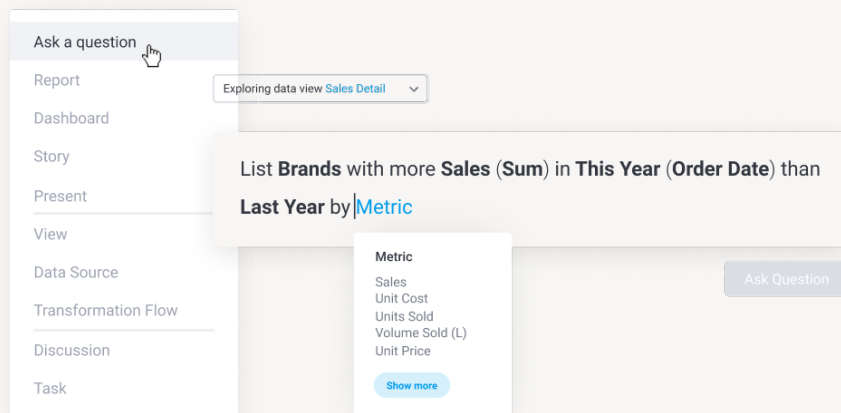 Ask a question
Report
Dashboard
Story
Present
View
Data Source
Transformation Flow
Discussion
Task
Exploring data view Sales Detail
List Brands with more Sales (Sum) in This Year (Order Date) than
Last Year by Metric
Metric
Sales
Unit Cost
Units Sold
Volume Sold (L)
Unit Price
Show more
Ask Question